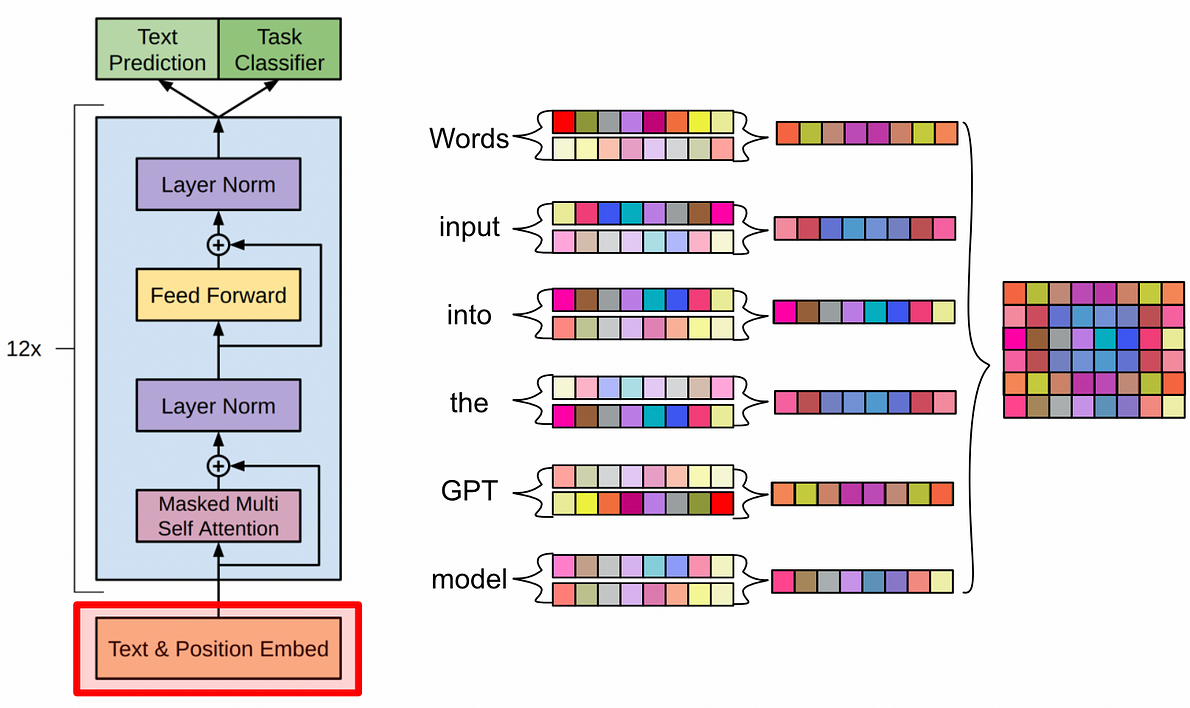 Text
Prediction
Task
Classifier
Layer Norm
+
Feed Forward
12x
Layer Norm
+
Masked Multi
Self Attention
Text & Position Embed
Words
input
into
the
GPT
model